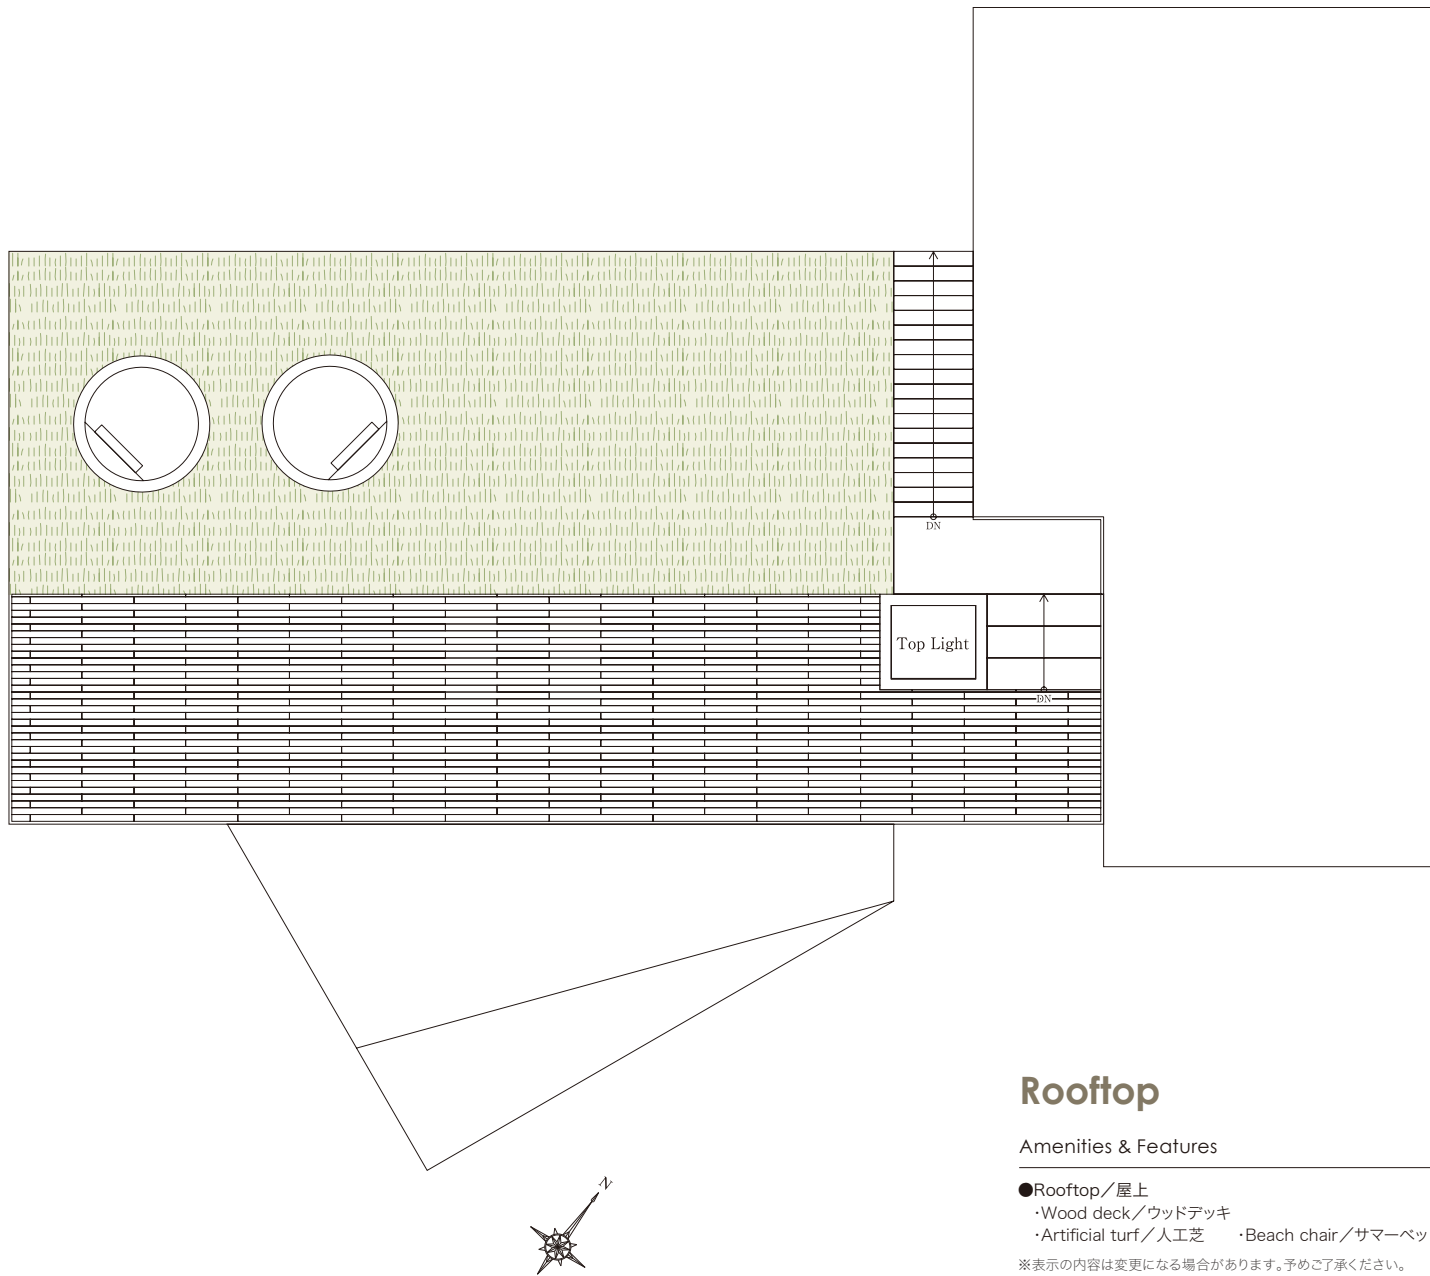 DN
Top Light
DN
N
Rooftop
Amenities & Features
●Rooftop／屋上
・Wood deck／ウッドデッキ
・Artificial turf／人工芝 ・Beach chair／サマーベッ
※表示の内容は変更になる場合があります。予めご了承ください。